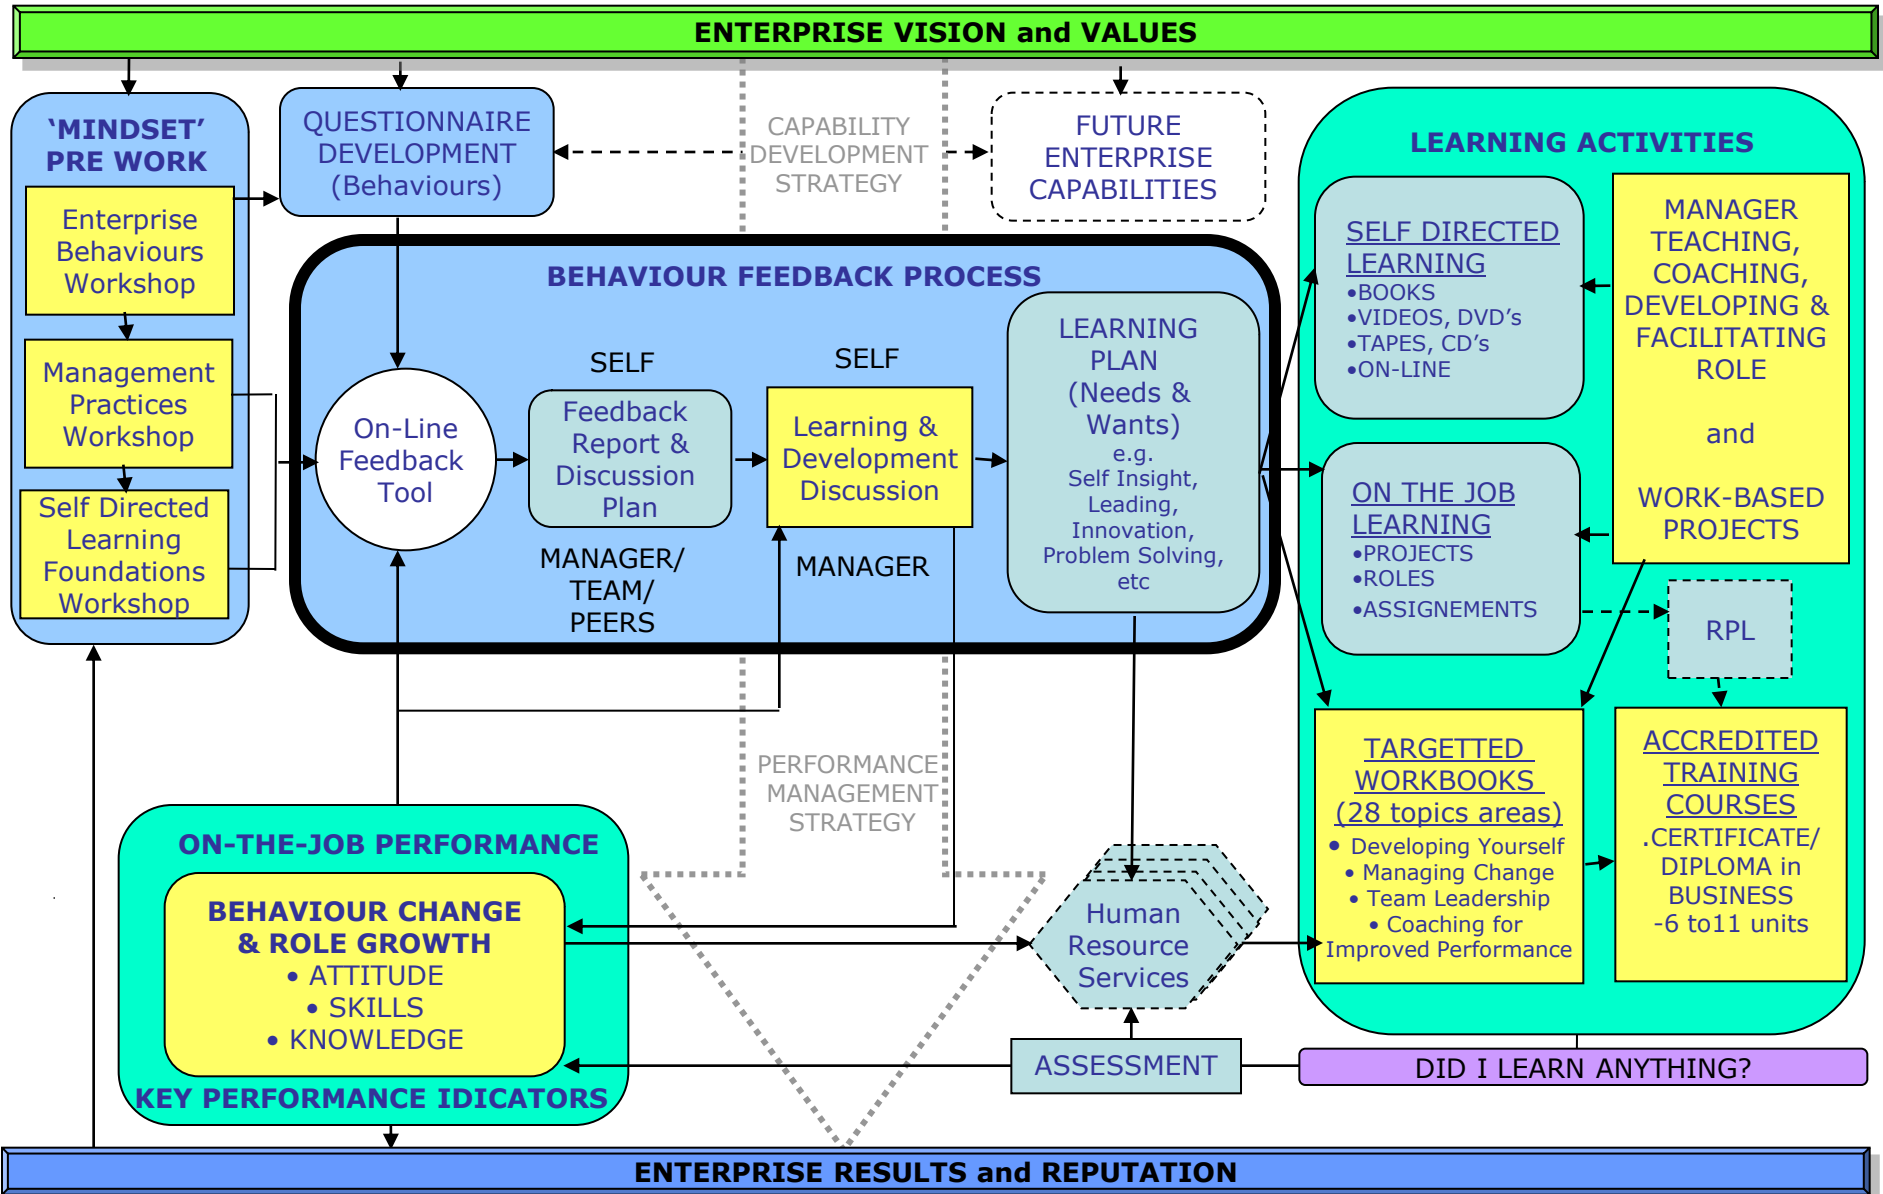 ENTERPRISE VISION and VALUES
‘MINDSET’
PRE WORK
Enterprise
Behaviours
Workshop
Management
Practices
Workshop
Self Directed
Learning
Foundations
Workshop
QUESTIONNAIRE
DEVELOPMENT
(Behaviours)
CAPABILITY
DEVELOPMENT
STRATEGY
FUTURE
ENTERPRISE
CAPABILITIES
BEHAVIOUR FEEDBACK PROCESS
On-Line
Feedback
Tool
SELF
Feedback
Report &
Discussion
Plan
MANAGER/
TEAM/
PEERS
SELF
Learning &
Development
Discussion
MANAGER
LEARNING
PLAN
(Needs &
Wants)
e.g.
Self Insight,
Leading,
Innovation,
Problem Solving,
etc
LEARNING ACTIVITIES
SELF DIRECTED
LEARNING
•BOOKS
•VIDEOS, DVD’s
•TAPES, CD’s
•ON-LINE
MANAGER
TEACHING,
COACHING,
DEVELOPING &
FACILITATING
ROLE
and
WORK-BASED
PROJECTS
ON THE JOB
LEARNING
•PROJECTS
•ROLES
•ASSIGNEMENTS
RPL
TARGETTED
WORKBOOKS
(28 topics areas)
• Developing Yourself
• Managing Change
• Team Leadership
• Coaching for
Improved Performance
ACCREDITED
TRAINING
COURSES
.CERTIFICATE/
DIPLOMA in
BUSINESS
-6 to11 units
PERFORMANCE
MANAGEMENT
STRATEGY
ON-THE-JOB PERFORMANCE
BEHAVIOUR CHANGE
& ROLE GROWTH
• ATTITUDE
• SKILLS
• KNOWLEDGE
KEY PERFORMANCE IDICATORS
Human
Resource
Services
ASSESSMENT
DID I LEARN ANYTHING?
ENTERPRISE RESULTS and REPUTATION